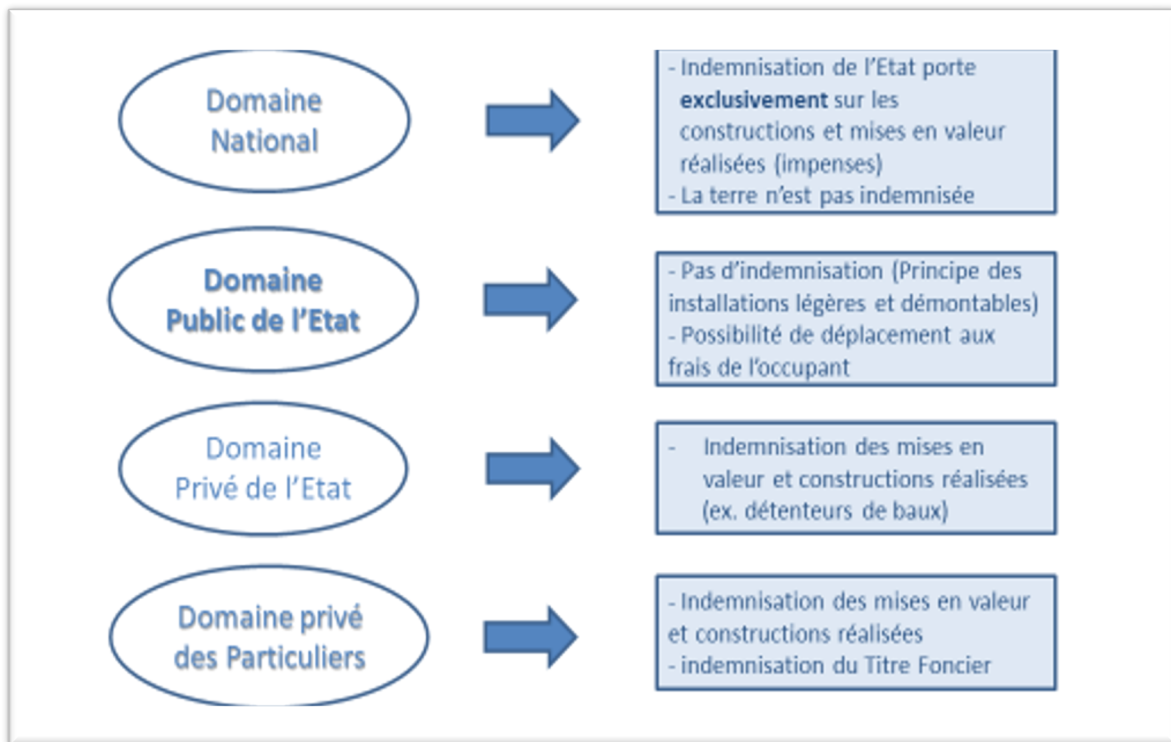 Domaine
National
- Indemnisation de l'Etat porte
exclusivement sur les
constructions et mises en valeur
réalisées (impenses)
- La terre n'est pas indemnisée
Domaine
Public de l'Etat
- Pas d'indemnisation (Principe des
installations légères et démontables)
- Possibilité de déplacement aux
frais de l'occupant
Domaine
Privé de l'Etat
- Indemnisation des mises en
valeur et constructions réalisées
(ex. détenteurs de baux)
Domaine privé
des Particuliers
- Indemnisation des mises en valeur
et constructions réalisées
- indemnisation du Titre Foncier